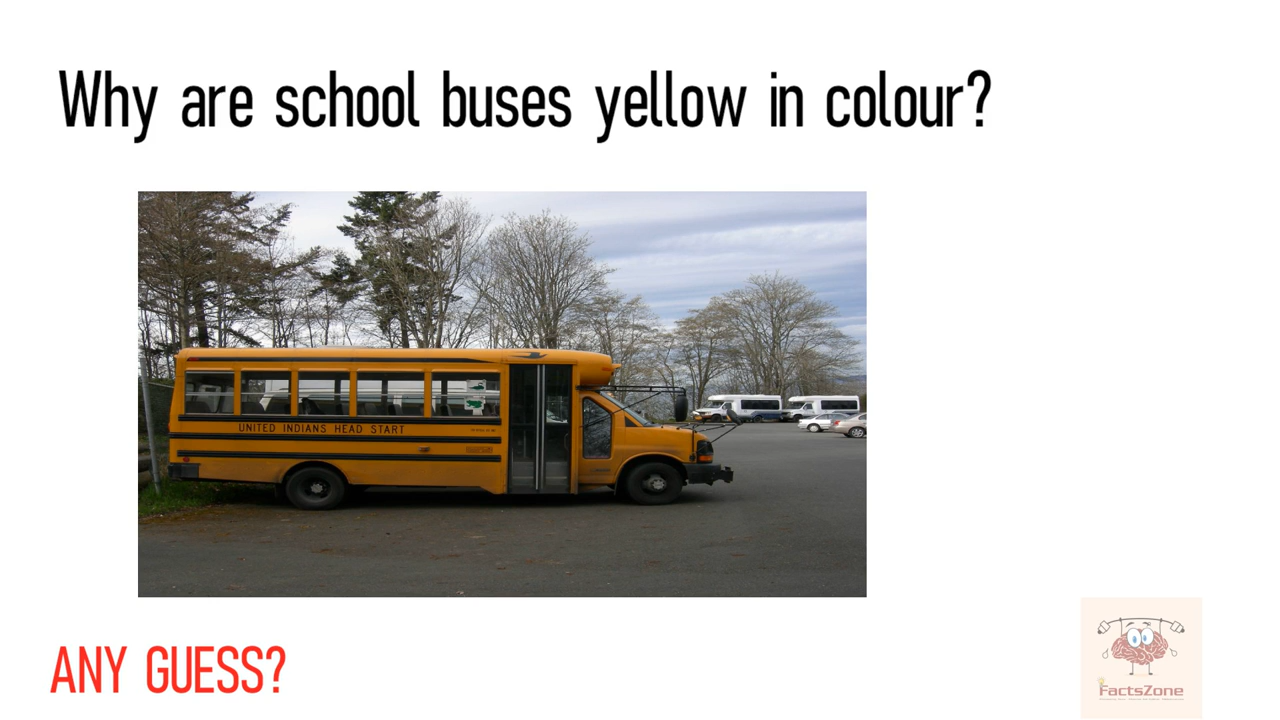 Why are school buses yellow in colour?
UNITED INDIANS HEAD START
ANY GUESS?
FactsZone